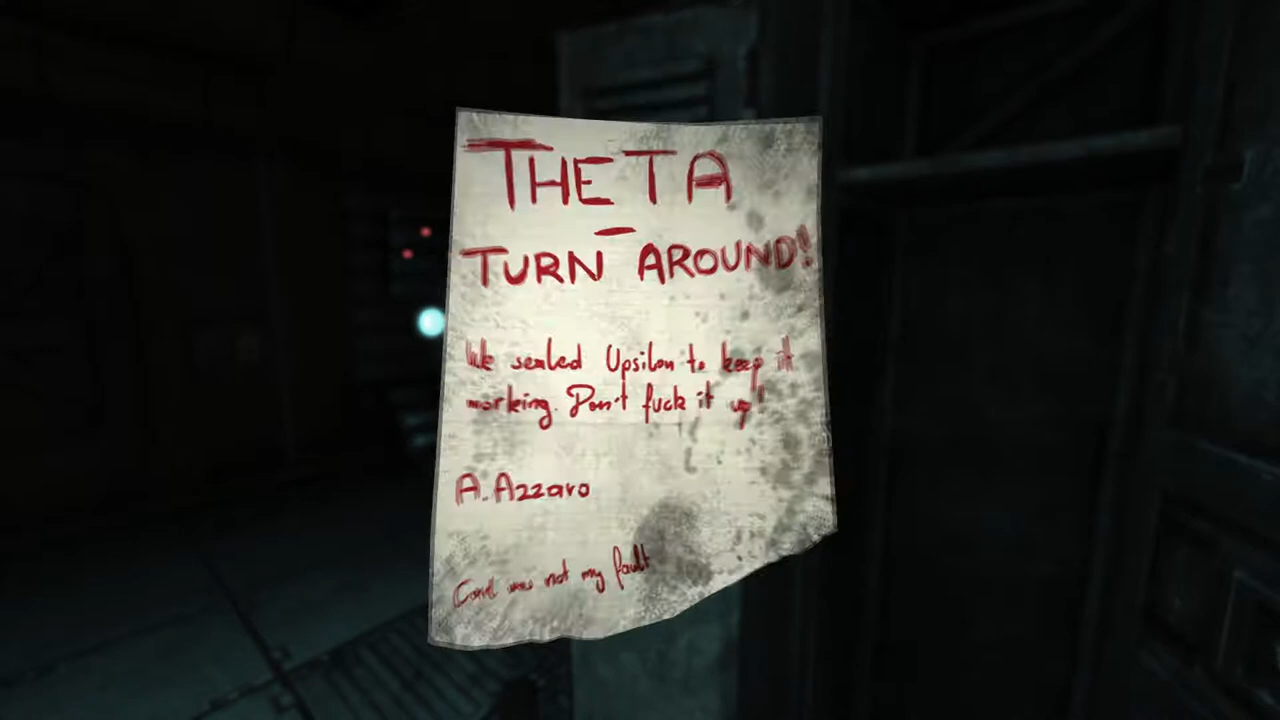 THETA
-
TURN AROUND!
We sealed Upsilon to keep it
working. Don't fuck it up!
A. Azzaro
Carl was not my fault